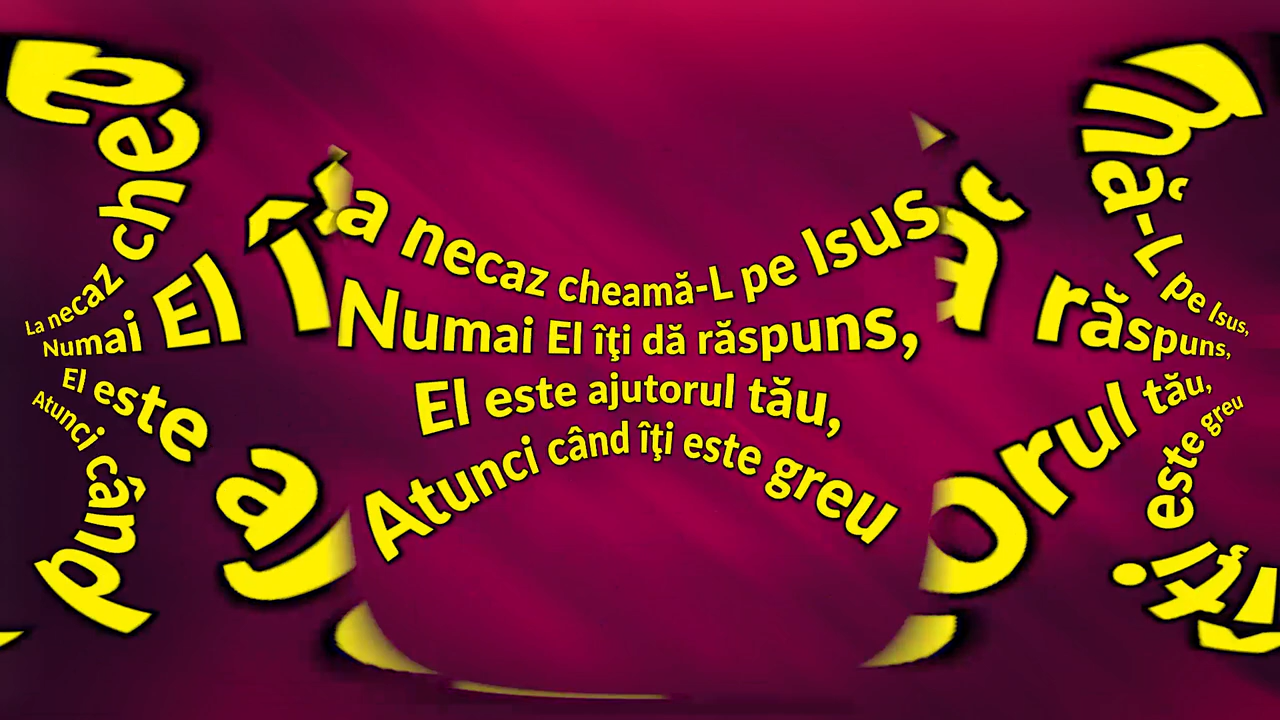 La necaz cheamă-L pe Isus,
Numai El îţi dă răspuns,
El este ajutorul tău,
Atunci când îţi este greu